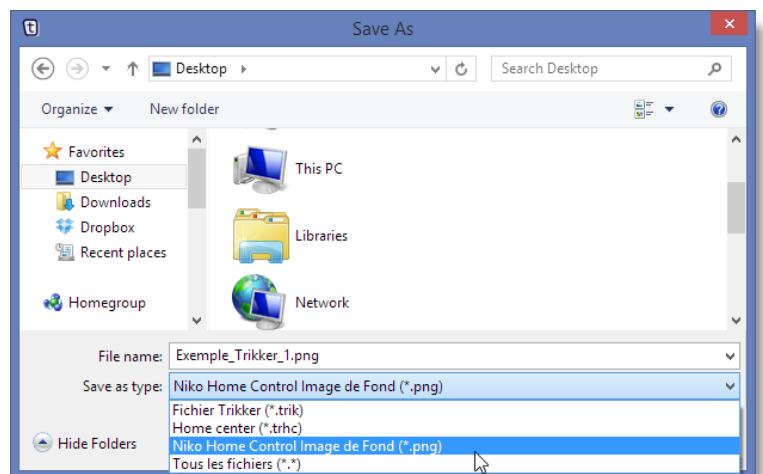 t
Save As
Desktop
Search Desktop
Organize
New folder
Favorites
Desktop
Downloads
Dropbox
Recent places
Homegroup
This PC
Libraries
Network
File name: Exemple_Trikker_1.png
Save as type: Niko Home Control Image de Fond (*.png)
Fichier Trikker (*.trik)
Home center (*.trhc)
Niko Home Control Image de Fond (*.png)
Tous les fichiers (*.*)
Hide Folders